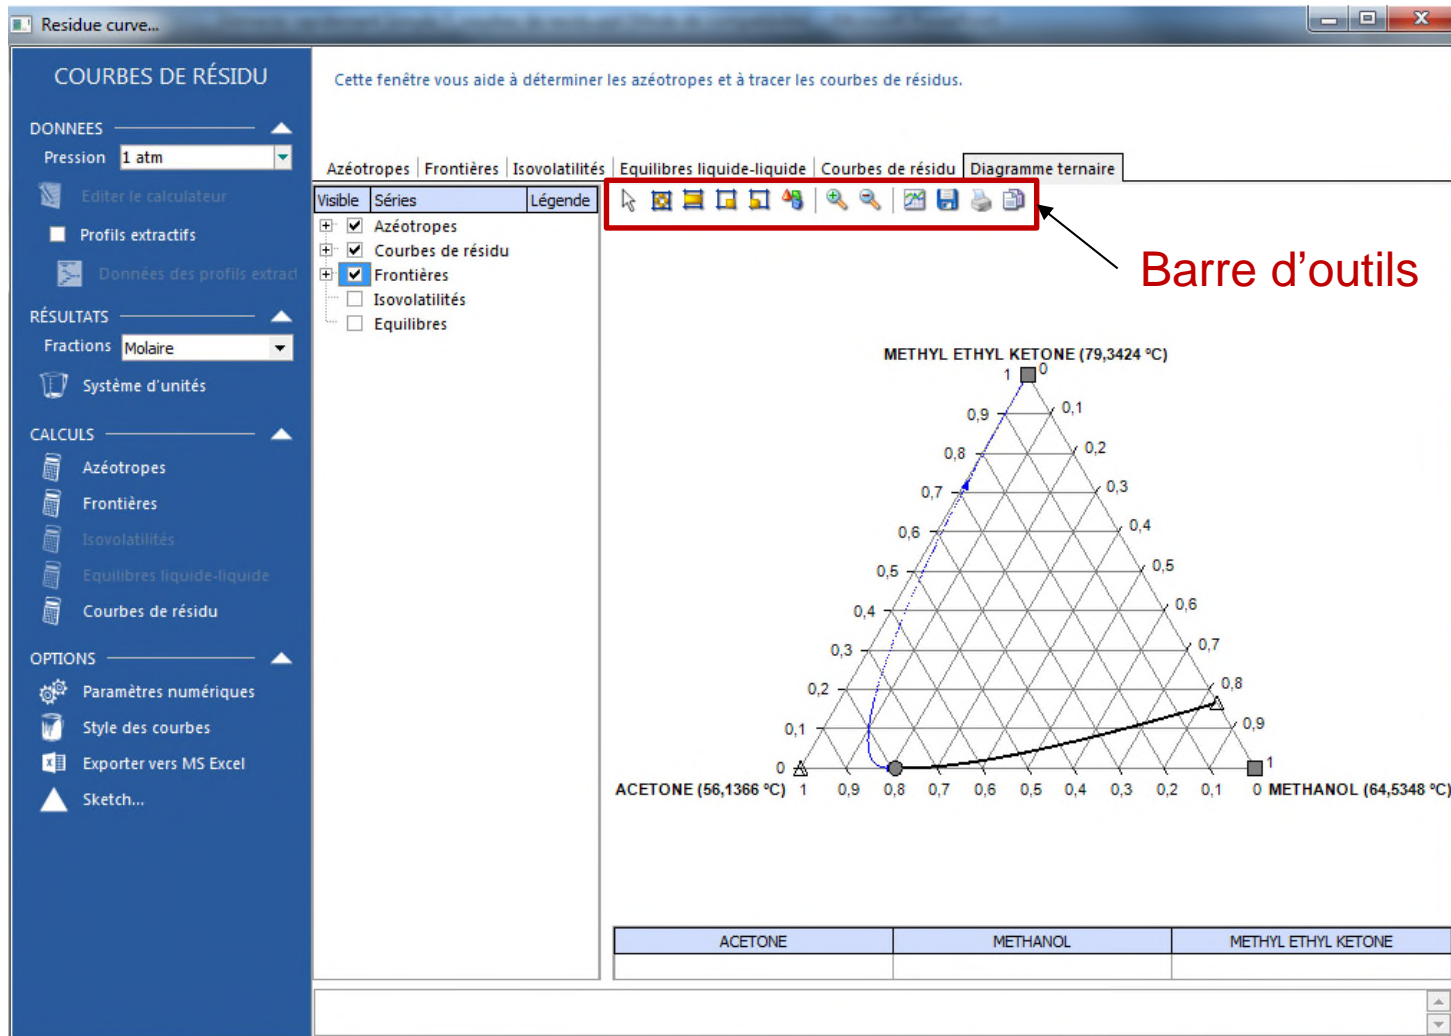 Residue curve...
COURBES DE RÉSIDU
Cette fenêtre vous aide à déterminer les azéotropes et à tracer les courbes de résidus.
DONNEES
Pression 1 atm
Editer le calculateur
Profils extractifs
Données des profils extract
RÉSULTATS
Fractions Molaire
Système d'unités
CALCULS
Azéotropes
Frontières
Isovolatilités
Equilibres liquide-liquide
Courbes de résidu
OPTIONS
Paramètres numériques
Style des courbes
Exporter vers MS Excel
Sketch...
Azéotropes Frontières Isovolatilités Equilibres liquide-liquide Courbes de résidu Diagramme ternaire
Visible Séries Légende
Azéotropes
Courbes de résidu
Frontières
Isovolatilités
Equilibres
Barre d'outils
METHYL ETHYL KETONE (79,3424 °C)
1 0
0,9 0,1
0,8 0,2
0,7 0,3
0,6 0,4
0,5 0,5
0,4 0,6
0,3 0,7
0,2 0,8
0,1 0,9
0 1
ACETONE (56,1366 °C) 1 0,9 0,8 0,7 0,6 0,5 0,4 0,3 0,2 0,1 0 METHANOL (64,5348 °C)
ACETONE METHANOL METHYL ETHYL KETONE